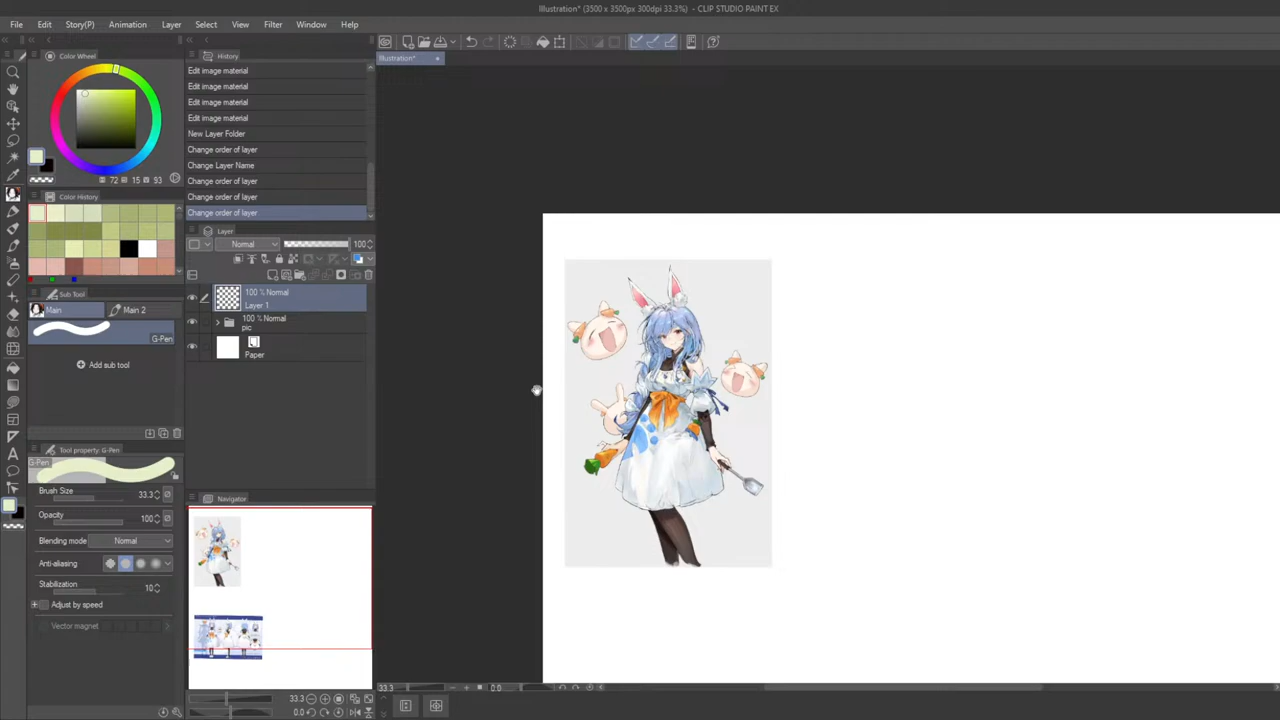 Illustration* (3500 x 3500px 300dpi 33.3%) - CLIP STUDIO PAINT EX
File Edit Story(P) Animation Layer Select View Filter Window Help
Color Wheel
72 15 93
Color History
Sub Tool
Main
Main 2
G-Pen
Add sub tool
Tool property: G-Pen
G-Pen
Brush Size 33.3
Opacity 100
Blending mode Normal
Anti-aliasing
Stabilization 10
Adjust by speed
Vector magnet
History
Edit image material
Edit image material
Edit image material
Edit image material
New Layer Folder
Change order of layer
Change Layer Name
Change order of layer
Change order of layer
Change order of layer
Layer
Normal 100
100 % Normal
Layer 1
100 % Normal
pic
Paper
Navigator
33.3
0.0
Illustration*
33.3
0.0